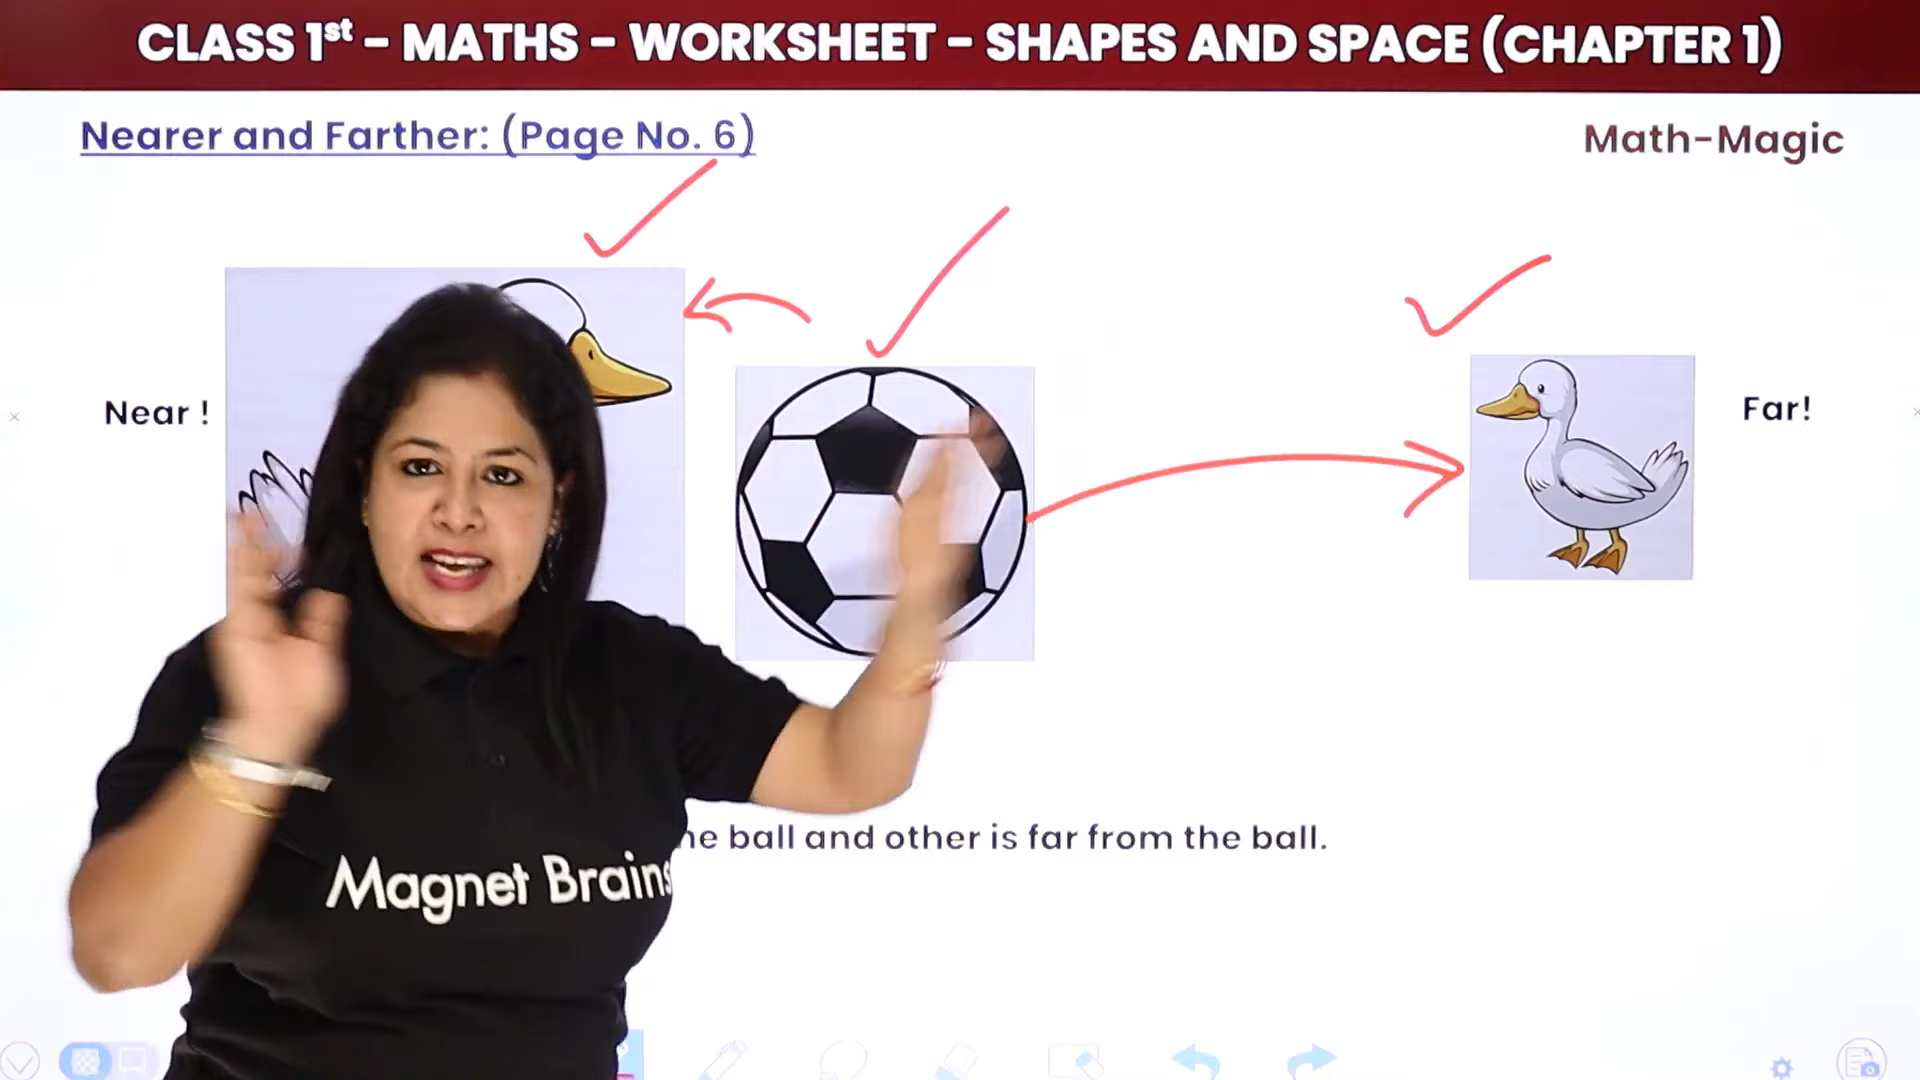 CLASS 1st - MATHS - WORKSHEET - SHAPES AND SPACE (CHAPTER 1)
Nearer and Farther: (Page No. 6)
Math-Magic
Near !
Far!
ball and other is far from the ball.
Magnet Brains